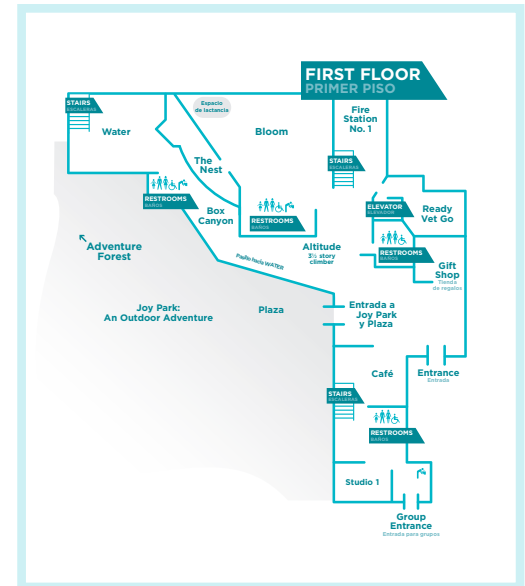 FIRST FLOOR
PRIMER PISO
STAIRS
ESCALERAS
Water
Espacio
de lactancia
Bloom
Fire
Station
No. 1
The
Nest
STAIRS
ESCALERAS
RESTROOMS
BAÑOS
Box
Canyon
RESTROOMS
BAÑOS
ELEVATOR
ELEVADOR
Ready
Vet Go
Adventure
Forest
Altitude
3½ story
climber
RESTROOMS
BAÑOS
Pasillo hacia WATER
Gift
Shop
Tienda
de regalos
Joy Park:
An Outdoor Adventure
Plaza
Entrada a
Joy Park
y Plaza
Café
Entrance
Entrada
STAIRS
ESCALERAS
RESTROOMS
BAÑOS
Studio 1
Group
Entrance
Entrada para grupos